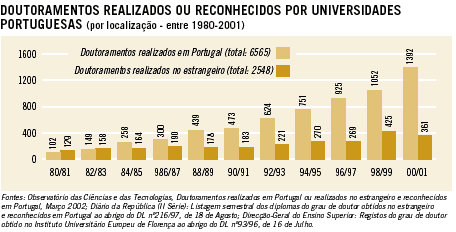 DOUTORAMENTOS REALIZADOS OU RECONHECIDOS POR UNIVERSIDADES
PORTUGUESAS (por localização - entre 1980-2001)
1600
1200
800
400
0
Doutoramentos realizados em Portugal (total: 6565)
Doutoramentos realizados no estrangeiro (total: 2548)
102 129 149 158 258 164 300 190 439 178 473 183 624 221 751 270 925 269 1052 425 1392 361
80/81 82/83 84/85 986/87 88/89 90/91 92/93 94/95 96/97 98/99 00/01
Fontes: Observatório das Ciências e das Tecnologias, Doutoramentos realizados em Portugal ou realizados no estrangeiro e reconhecidos
em Portugal, Março 2002; Diário da República (II Série): Listagem semestral dos diplomas do grau de doutor obtidos no estrangeiro
e reconhecidos em Portugal ao abrigo do DL nº216/97, de 18 de Agosto; Direcção-Geral do Ensino Superior: Registos do grau de doutor
obtido no Instituto Universitário Europeu de Florença ao abrigo do DL nº93/96, de 16 de Julho.